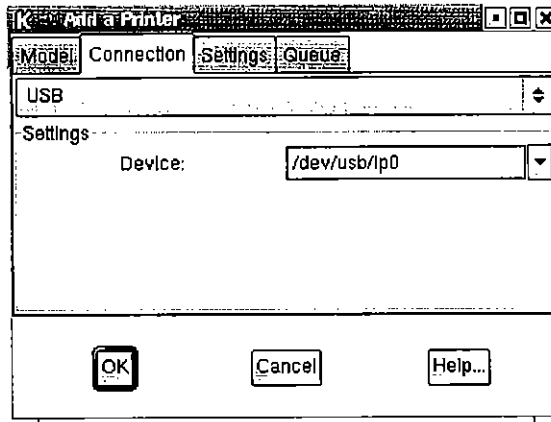 K Add a Printer
Model Connection Settings Queue
USB
Settings
Device: /dev/usb/lp0
OK Cancel Help...